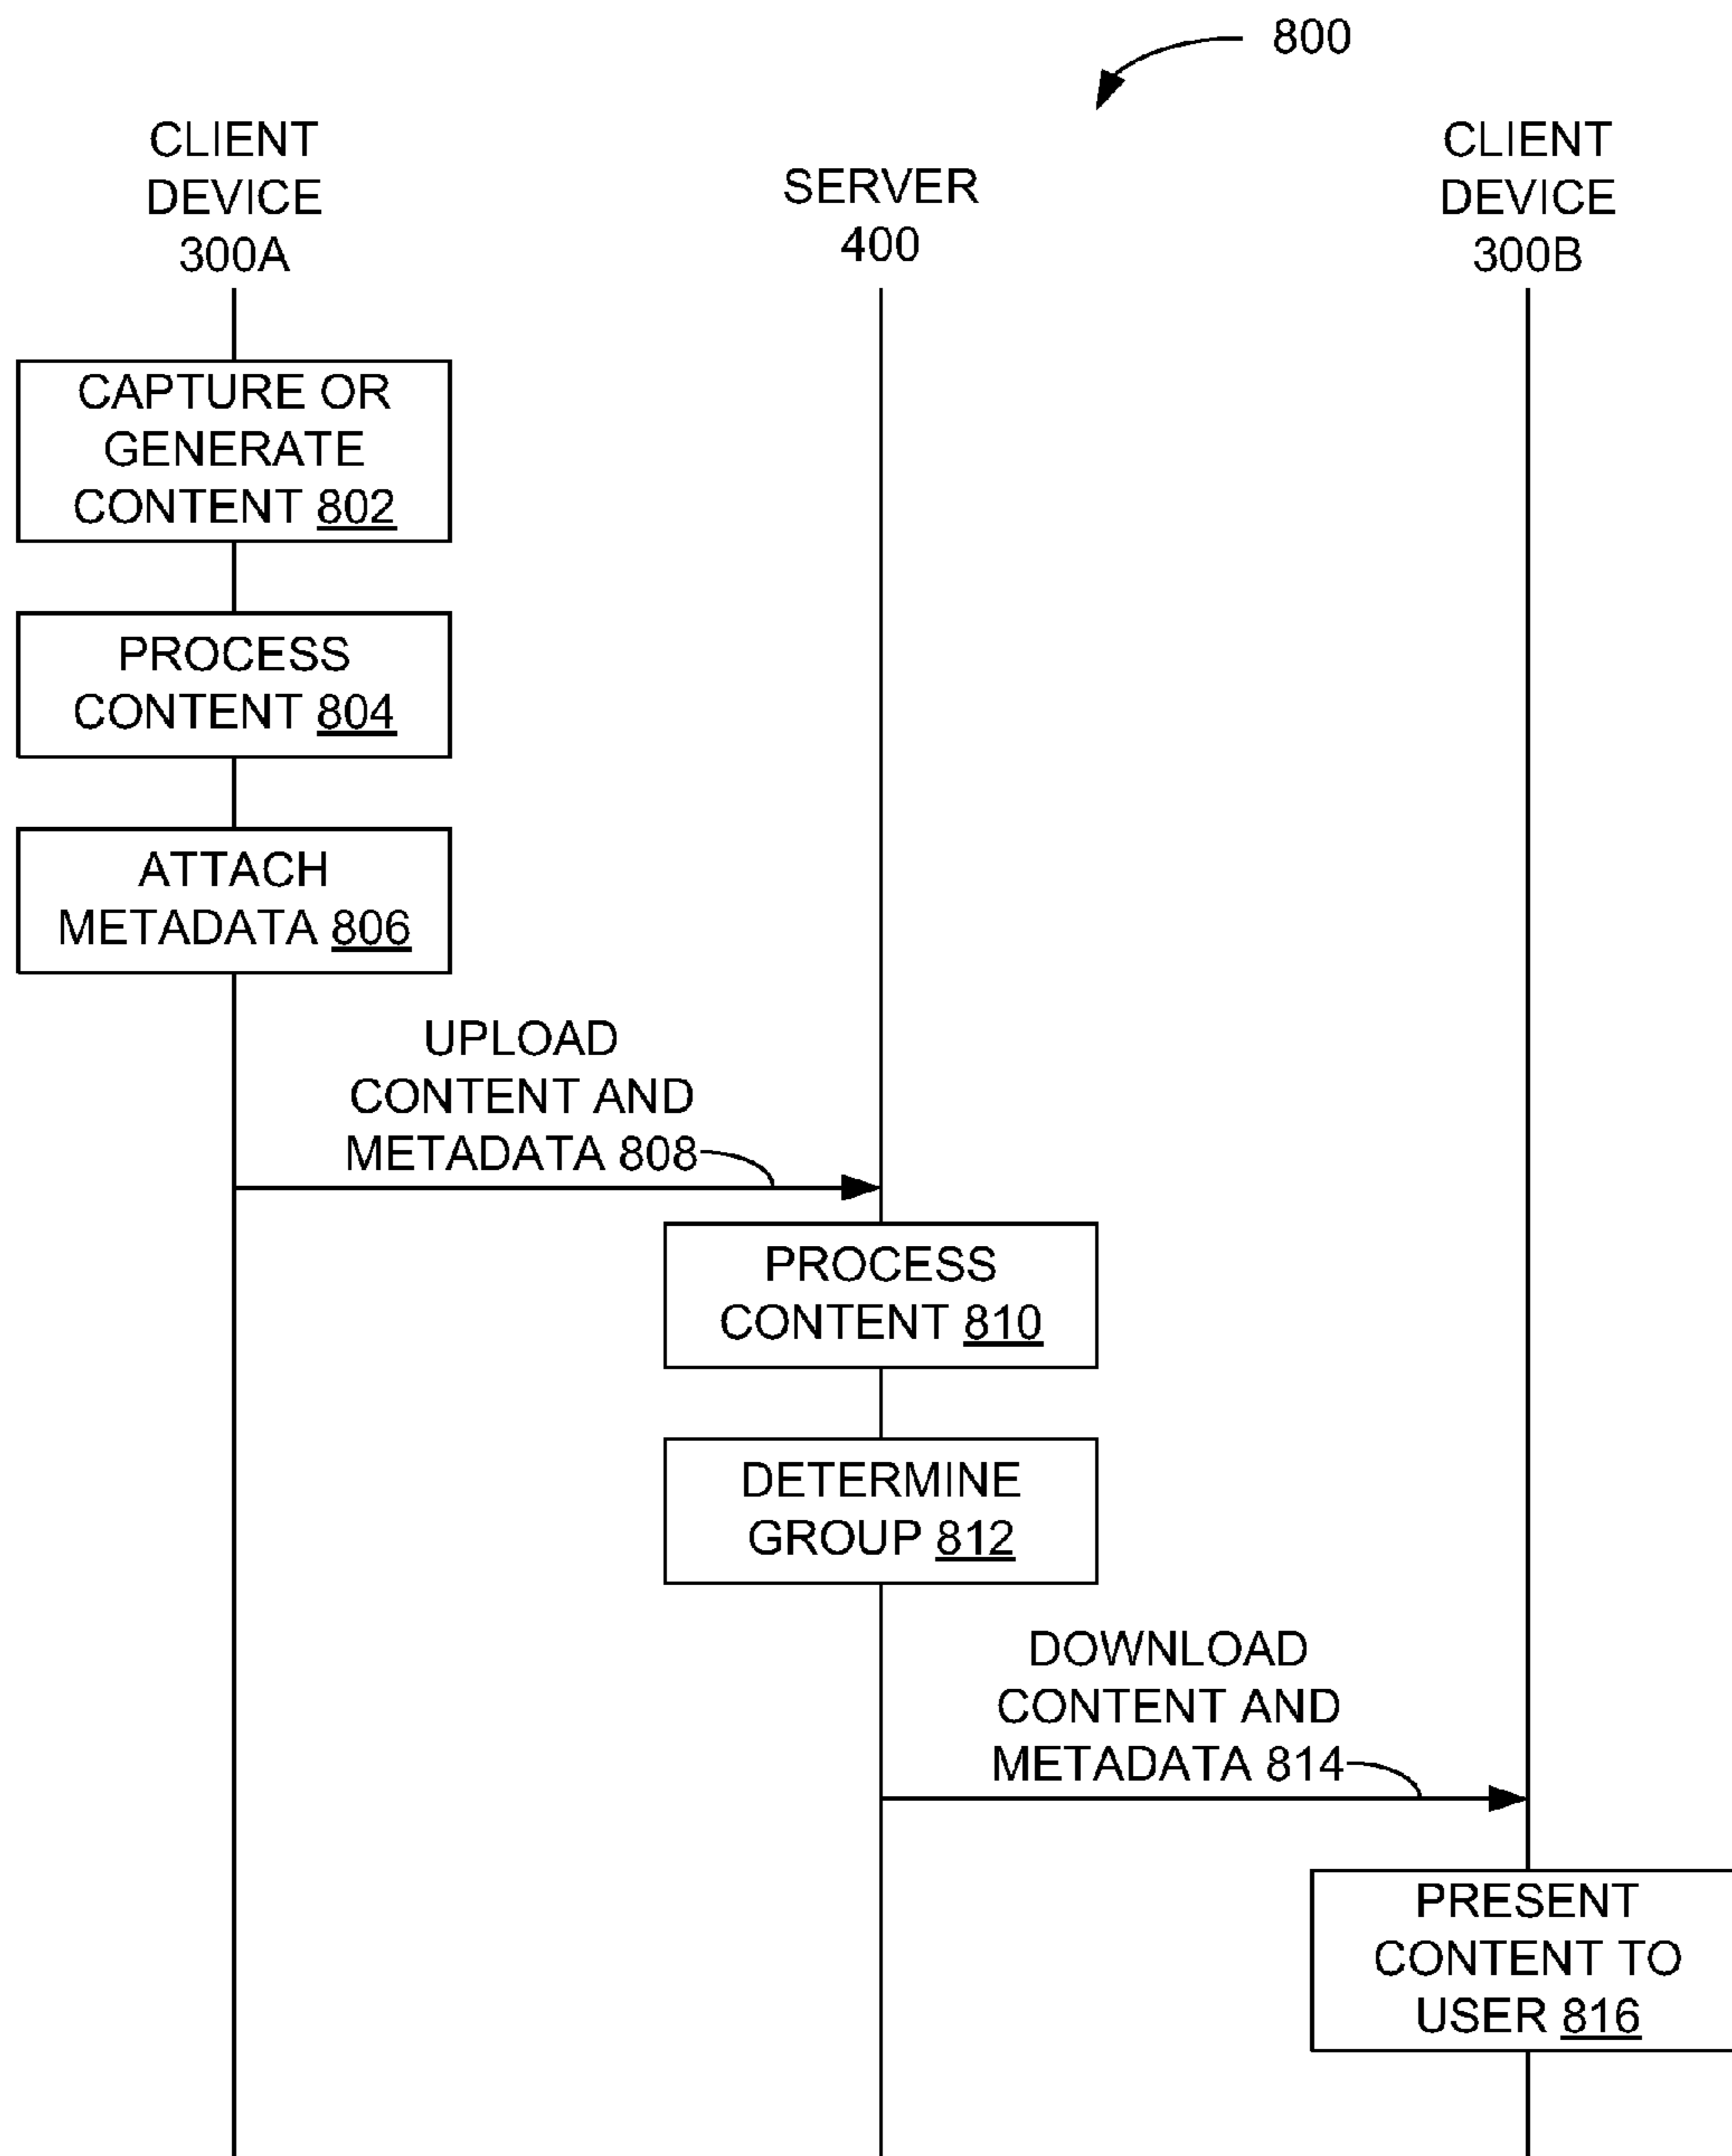 800
CLIENT
DEVICE
300A
SERVER
400
CLIENT
DEVICE
300B
CAPTURE OR
GENERATE
CONTENT 802
PROCESS
CONTENT 804
ATTACH
METADATA 806
UPLOAD
CONTENT AND
METADATA 808
PROCESS
CONTENT 810
DETERMINE
GROUP 812
DOWNLOAD
CONTENT AND
METADATA 814
PRESENT
CONTENT TO
USER 816